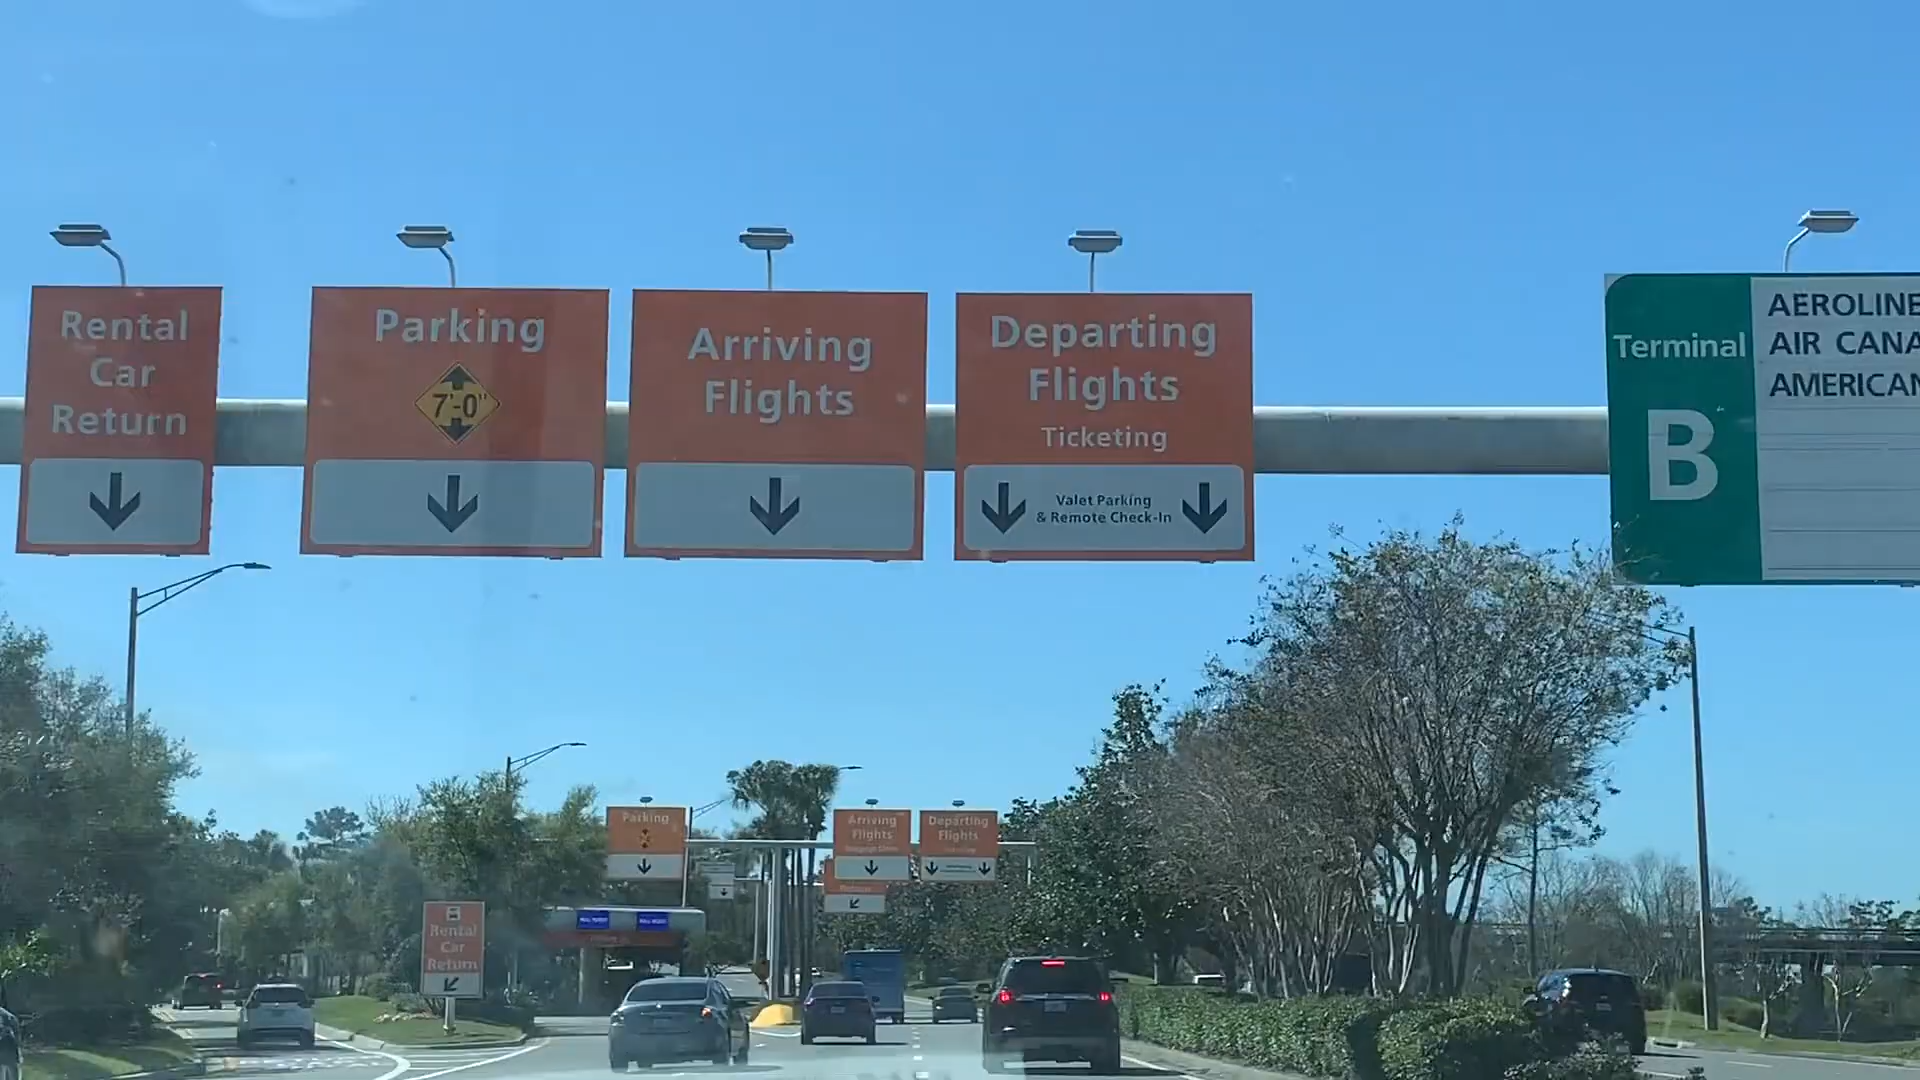 Rental
Car
Return
Parking
7'-0"
Arriving
Flights
Departing
Flights
Ticketing
Valet Parking
& Remote Check-In
Terminal
B
AEROLINE
AIR CANA
AMERICAN
Parking
Arriving
Flights
Departing
Flights
Rental
Car
Return